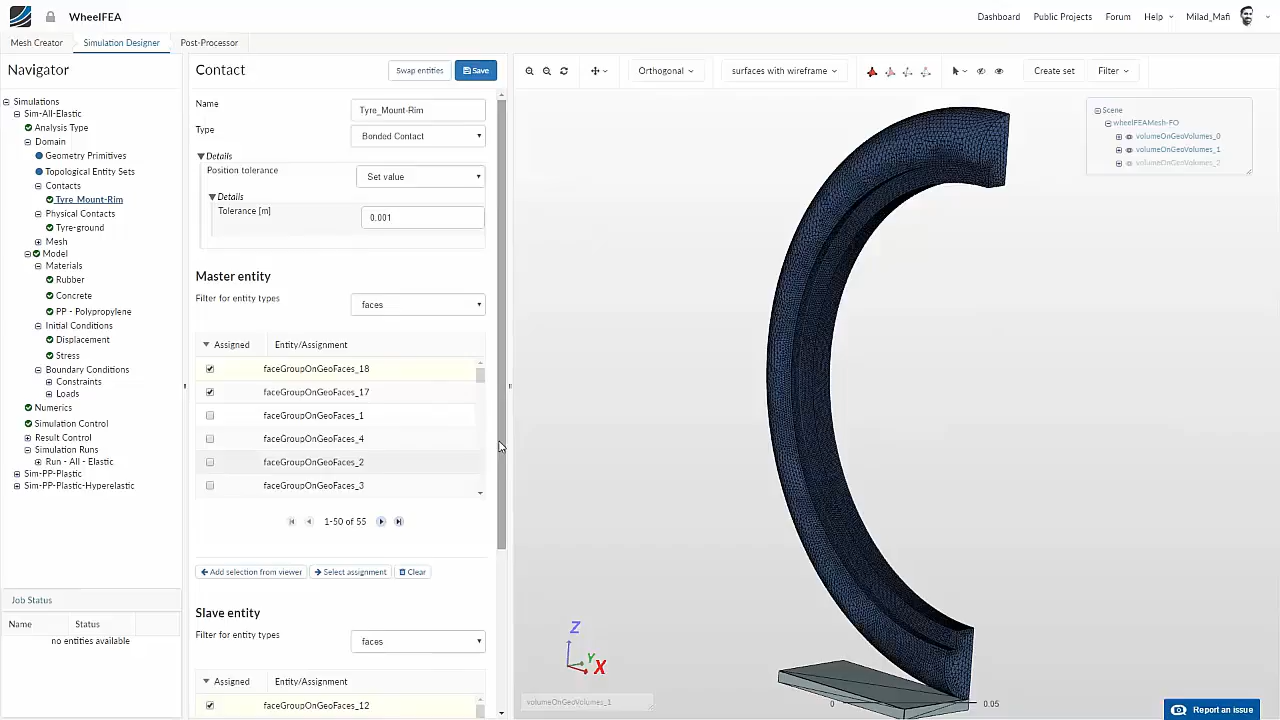 WheelFEA
Dashboard Public Projects Forum Help Milad_Mafi
Mesh Creator Simulation Designer Post-Processor
Navigator
Simulations
Sim-All-Elastic
Analysis Type
Domain
Geometry Primitives
Topological Entity Sets
Contacts
Tyre_Mount-Rim
Physical Contacts
Tyre-ground
Mesh
Model
Materials
Rubber
Concrete
PP - Polypropylene
Initial Conditions
Displacement
Stress
Boundary Conditions
Constraints
Loads
Numerics
Simulation Control
Result Control
Simulation Runs
Run - All - Elastic
Sim-PP-Plastic
Sim-PP-Plastic-Hyperelastic
Job Status
Name Status
no entities available
Contact Swap entities Save
Name Tyre_Mount-Rim
Type Bonded Contact
Details
Position tolerance Set value
Details
Tolerance [m] 0.001
Master entity
Filter for entity types faces
Assigned Entity/Assignment
faceGroupOnGeoFaces_18
faceGroupOnGeoFaces_17
faceGroupOnGeoFaces_1
faceGroupOnGeoFaces_4
faceGroupOnGeoFaces_2
faceGroupOnGeoFaces_3
1-50 of 55
Add selection from viewer Select assignment Clear
Slave entity
Filter for entity types faces
Assigned Entity/Assignment
faceGroupOnGeoFaces_12
Orthogonal surfaces with wireframe Create set Filter
Scene
wheelFEAMesh-FO
volumeOnGeoVolumes_0
volumeOnGeoVolumes_1
volumeOnGeoVolumes_2
Z
Y
X
volumeOnGeoVolumes_1
0 0.05
Report an issue